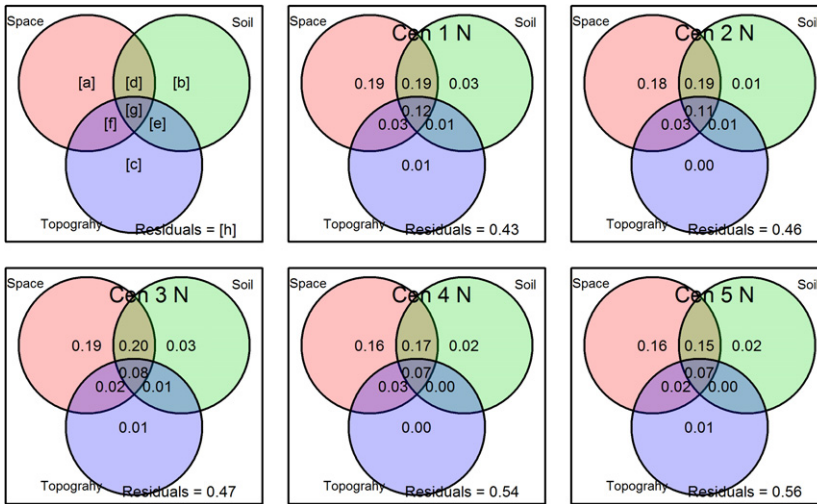 Space Soil
[a] [d] [b]
[g]
[f] [e]
[c]
Topograhy Residuals = [h]
Space Soil
Cen 1 N
0.19 0.19 0.03
0.12
0.03 0.01
0.01
Topograhy Residuals = 0.43
Space Soil
Cen 2 N
0.18 0.19 0.01
0.11
0.03 0.01
0.00
Topograhy Residuals = 0.46
Space Soil
Cen 3 N
0.19 0.20 0.03
0.08
0.02 0.01
0.01
Topograhy Residuals = 0.47
Space Soil
Cen 4 N
0.16 0.17 0.02
0.07
0.03 0.00
0.00
Topograhy Residuals = 0.54
Space Soil
Cen 5 N
0.16 0.15 0.02
0.07
0.02 0.00
0.01
Topograhy Residuals = 0.56